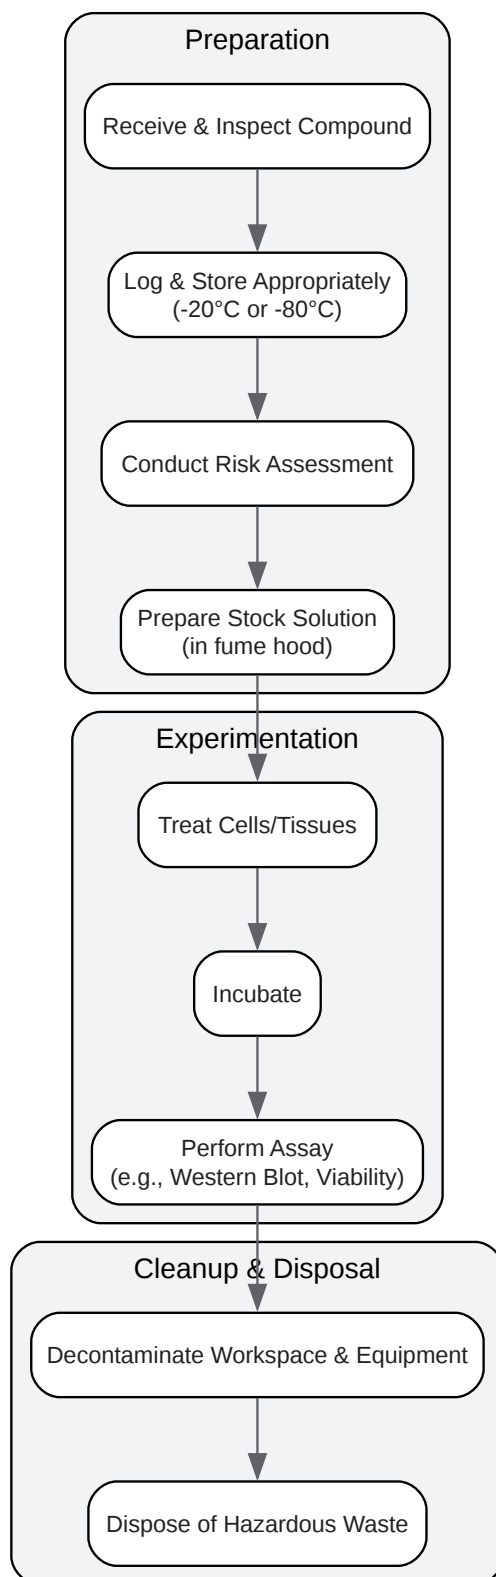 Preparation
Receive & Inspect Compound
Log & Store Appropriately
(-20°C or -80°C)
Conduct Risk Assessment
Prepare Stock Solution
(in fume hood)
Experimentation
Treat Cells/Tissues
Incubate
Perform Assay
(e.g., Western Blot, Viability)
Cleanup & Disposal
Decontaminate Workspace & Equipment
Dispose of Hazardous Waste